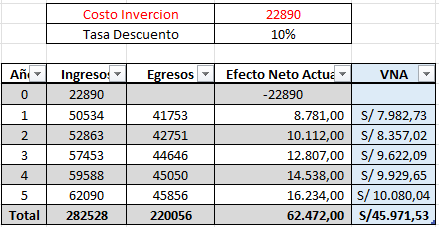 Costo Invercion 22890
Tasa Descuento 10%
Año Ingresos Egresos Efecto Neto Actua VNA
0 22890 -22890
1 50534 41753 8.781,00 S/ 7.982,73
2 52863 42751 10.112,00 S/ 8.357,02
3 57453 44646 12.807,00 S/ 9.622,09
4 59588 45050 14.538,00 S/ 9.929,65
5 62090 45856 16.234,00 S/ 10.080,04
Total 282528 220056 62.472,00 S/45.971,53